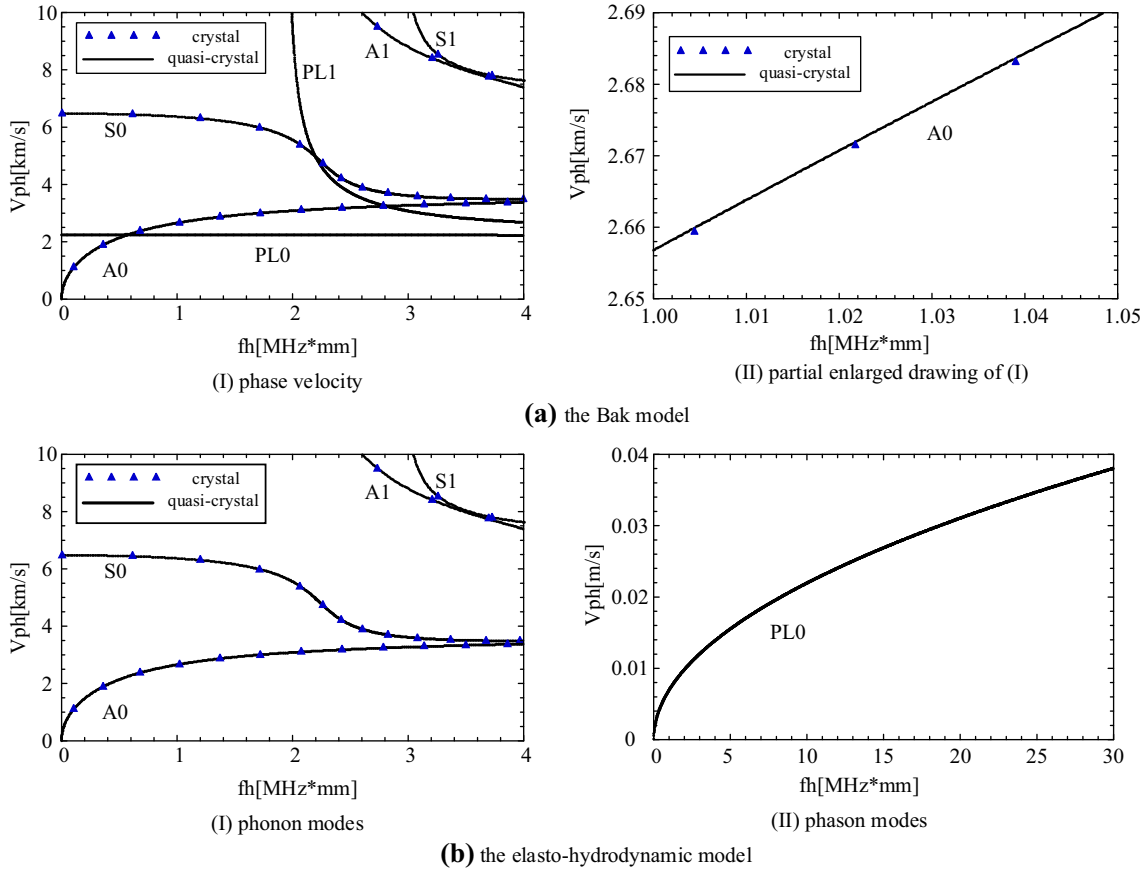 10
8
6
4
2
0
Vph[km/s]
crystal
quasi-crystal
S0
A0
PL0
PL1
A1
S1
0 1 2 3 4
fh[MHz*mm]
(I) phase velocity
2.69
2.68
2.67
2.66
2.65
Vph[km/s]
crystal
quasi-crystal
A0
1.00 1.01 1.02 1.03 1.04 1.05
fh[MHz*mm]
(II) partial enlarged drawing of (I)
(a) the Bak model
10
8
6
4
2
0
Vph[km/s]
crystal
quasi-crystal
S0
A0
A1
S1
0 1 2 3 4
fh[MHz*mm]
(I) phonon modes
0.04
0.03
0.02
0.01
0
Vph[m/s]
PL0
0 5 10 15 20 25 30
fh[MHz*mm]
(II) phason modes
(b) the elasto-hydrodynamic model